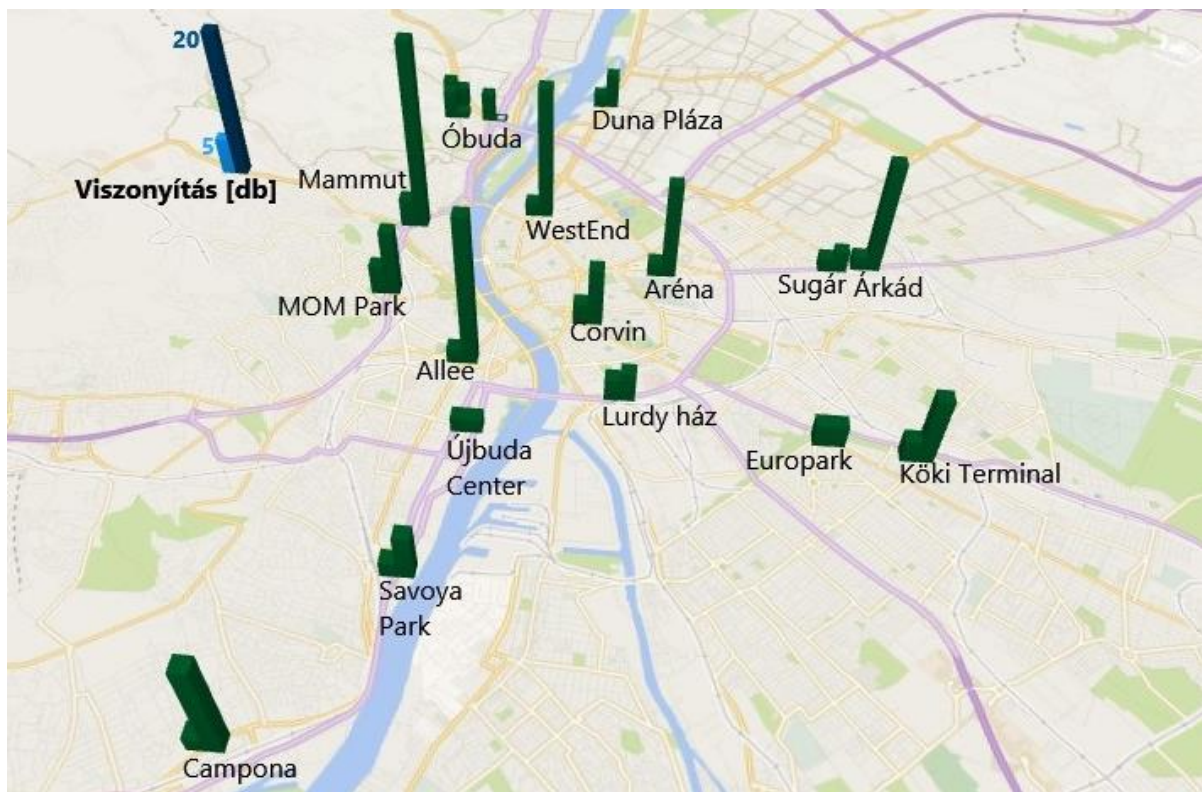 20
5
Viszonyítás [db]
Mammut
Óbuda
Duna Pláza
WestEnd
MOM Park
Aréna
Sugár
Árkád
Corvin
Allee
Lurdy ház
Újbuda
Center
Europark
Köki Terminal
Savoya
Park
Campona